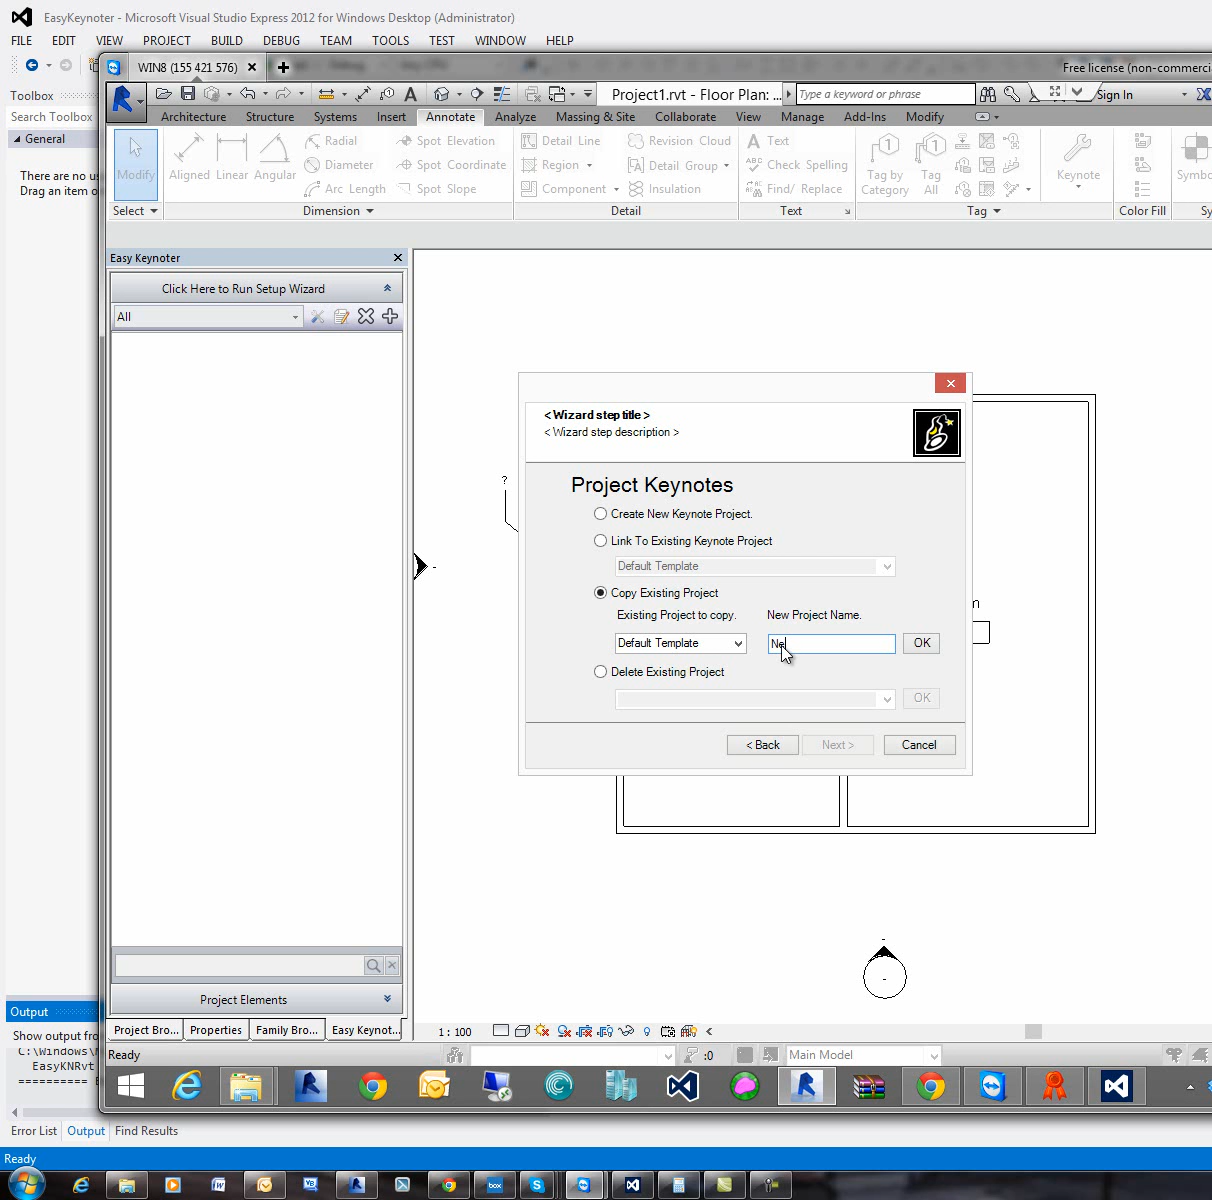 EasyKeynoter - Microsoft Visual Studio Express 2012 for Windows Desktop (Administrator)
FILE EDIT VIEW PROJECT BUILD DEBUG TEAM TOOLS TEST WINDOW HELP
WIN8 (155 421 576)
Free license (non-commerci
Toolbox
Search Toolbox
General
There are no us
Drag an item o
Project1.rvt - Floor Plan: ...
Type a keyword or phrase
Sign In
Architecture Structure Systems Insert Annotate Analyze Massing & Site Collaborate View Manage Add-Ins Modify
Modify
Aligned Linear Angular
Radial
Diameter
Arc Length
Spot Elevation
Spot Coordinate
Spot Slope
Detail Line
Region
Component
Revision Cloud
Detail Group
Insulation
A Text
Check Spelling
Find/ Replace
Tag by Category
Tag All
Keynote
Symbo
Select Dimension Detail Text Tag Color Fill Sy
Easy Keynoter
Click Here to Run Setup Wizard
All
<Wizard step title >
< Wizard step description >
Project Keynotes
Create New Keynote Project.
Link To Existing Keynote Project
Default Template
Copy Existing Project
Existing Project to copy. New Project Name.
Default Template Ne OK
Delete Existing Project
OK
< Back Next > Cancel
?
m
Project Elements
Project Bro... Properties Family Bro... Easy Keynot...
1 : 100
Ready
:0
Main Model
Output
Show output fro
C:\Windows\M
EasyKNRvt
========== B
Error List Output Find Results
Ready